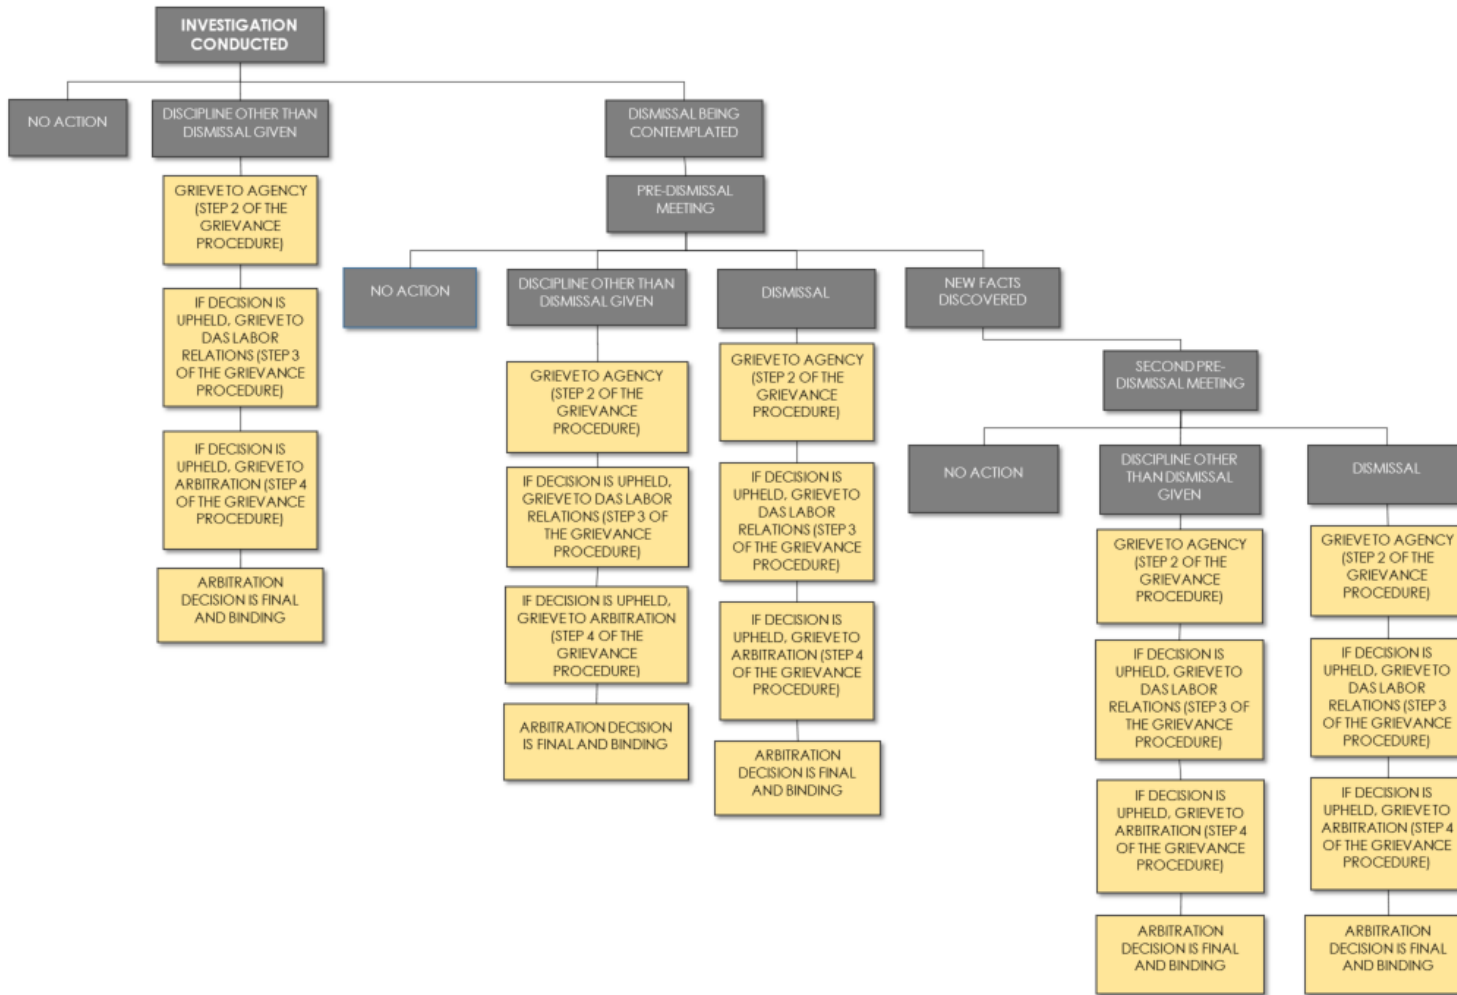 INVESTIGATION
CONDUCTED
NO ACTION
DISCIPLINE OTHER THAN
DISMISSAL GIVEN
DISMISSAL BEING
CONTEMPLATED
GRIEVE TO AGENCY
(STEP 2 OF THE
GRIEVANCE
PROCEDURE)
IF DECISION IS
UPHELD, GRIEVE TO
DAS LABOR
RELATIONS (STEP 3
OF THE GRIEVANCE
PROCEDURE)
IF DECISION IS
UPHELD, GRIEVE TO
ARBITRATION (STEP 4
OF THE GRIEVANCE
PROCEDURE)
ARBITRATION
DECISION IS FINAL
AND BINDING
PRE-DISMISSAL
MEETING
NO ACTION
DISCIPLINE OTHER THAN
DISMISSAL GIVEN
DISMISSAL
NEW FACTS
DISCOVERED
GRIEVE TO AGENCY
(STEP 2 OF THE
GRIEVANCE
PROCEDURE)
IF DECISION IS UPHELD,
GRIEVE TO DAS LABOR
RELATIONS (STEP 3 OF
THE GRIEVANCE
PROCEDURE)
IF DECISION IS UPHELD,
GRIEVE TO ARBITRATION
(STEP 4 OF THE
GRIEVANCE
PROCEDURE)
ARBITRATION DECISION
IS FINAL AND BINDING
GRIEVE TO AGENCY
(STEP 2 OF THE
GRIEVANCE
PROCEDURE)
IF DECISION IS
UPHELD, GRIEVE TO
DAS LABOR
RELATIONS (STEP 3
OF THE GRIEVANCE
PROCEDURE)
IF DECISION IS
UPHELD, GRIEVE TO
ARBITRATION (STEP 4
OF THE GRIEVANCE
PROCEDURE)
ARBITRATION
DECISION IS FINAL
AND BINDING
SECOND PRE-
DISMISSAL MEETING
NO ACTION
DISCIPLINE OTHER
THAN DISMISSAL
GIVEN
DISMISSAL
GRIEVE TO AGENCY
(STEP 2 OF THE
GRIEVANCE
PROCEDURE)
IF DECISION IS
UPHELD, GRIEVE TO
DAS LABOR
RELATIONS (STEP 3 OF
THE GRIEVANCE
PROCEDURE)
IF DECISION IS
UPHELD, GRIEVE TO
ARBITRATION (STEP 4
OF THE GRIEVANCE
PROCEDURE)
ARBITRATION
DECISION IS FINAL
AND BINDING
GRIEVE TO AGENCY
(STEP 2 OF THE
GRIEVANCE
PROCEDURE)
IF DECISION IS
UPHELD, GRIEVE TO
DAS LABOR
RELATIONS (STEP 3
OF THE GRIEVANCE
PROCEDURE)
IF DECISION IS
UPHELD, GRIEVE TO
ARBITRATION (STEP 4
OF THE GRIEVANCE
PROCEDURE)
ARBITRATION
DECISION IS FINAL
AND BINDING